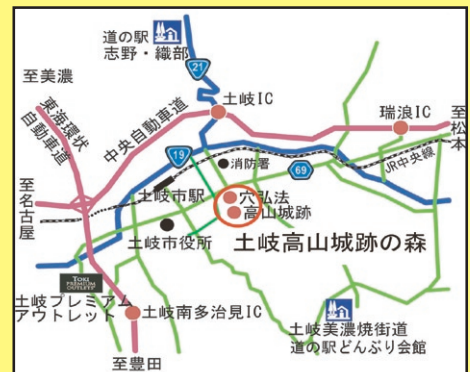 道の駅
志野・織部
21
至美濃
東海環状
自動車道
中央自動車道
土岐IC
瑞浪IC
至松本
19
消防署
69
JR中央線
土岐市駅
穴弘法
高山城跡
至名古屋
土岐市役所
土岐高山城跡の森
TOKI
PREMIUM
OUTLETS
土岐プレミアム
アウトレット
土岐南多治見IC
土岐美濃焼街道
道の駅どんぶり会館
至豊田